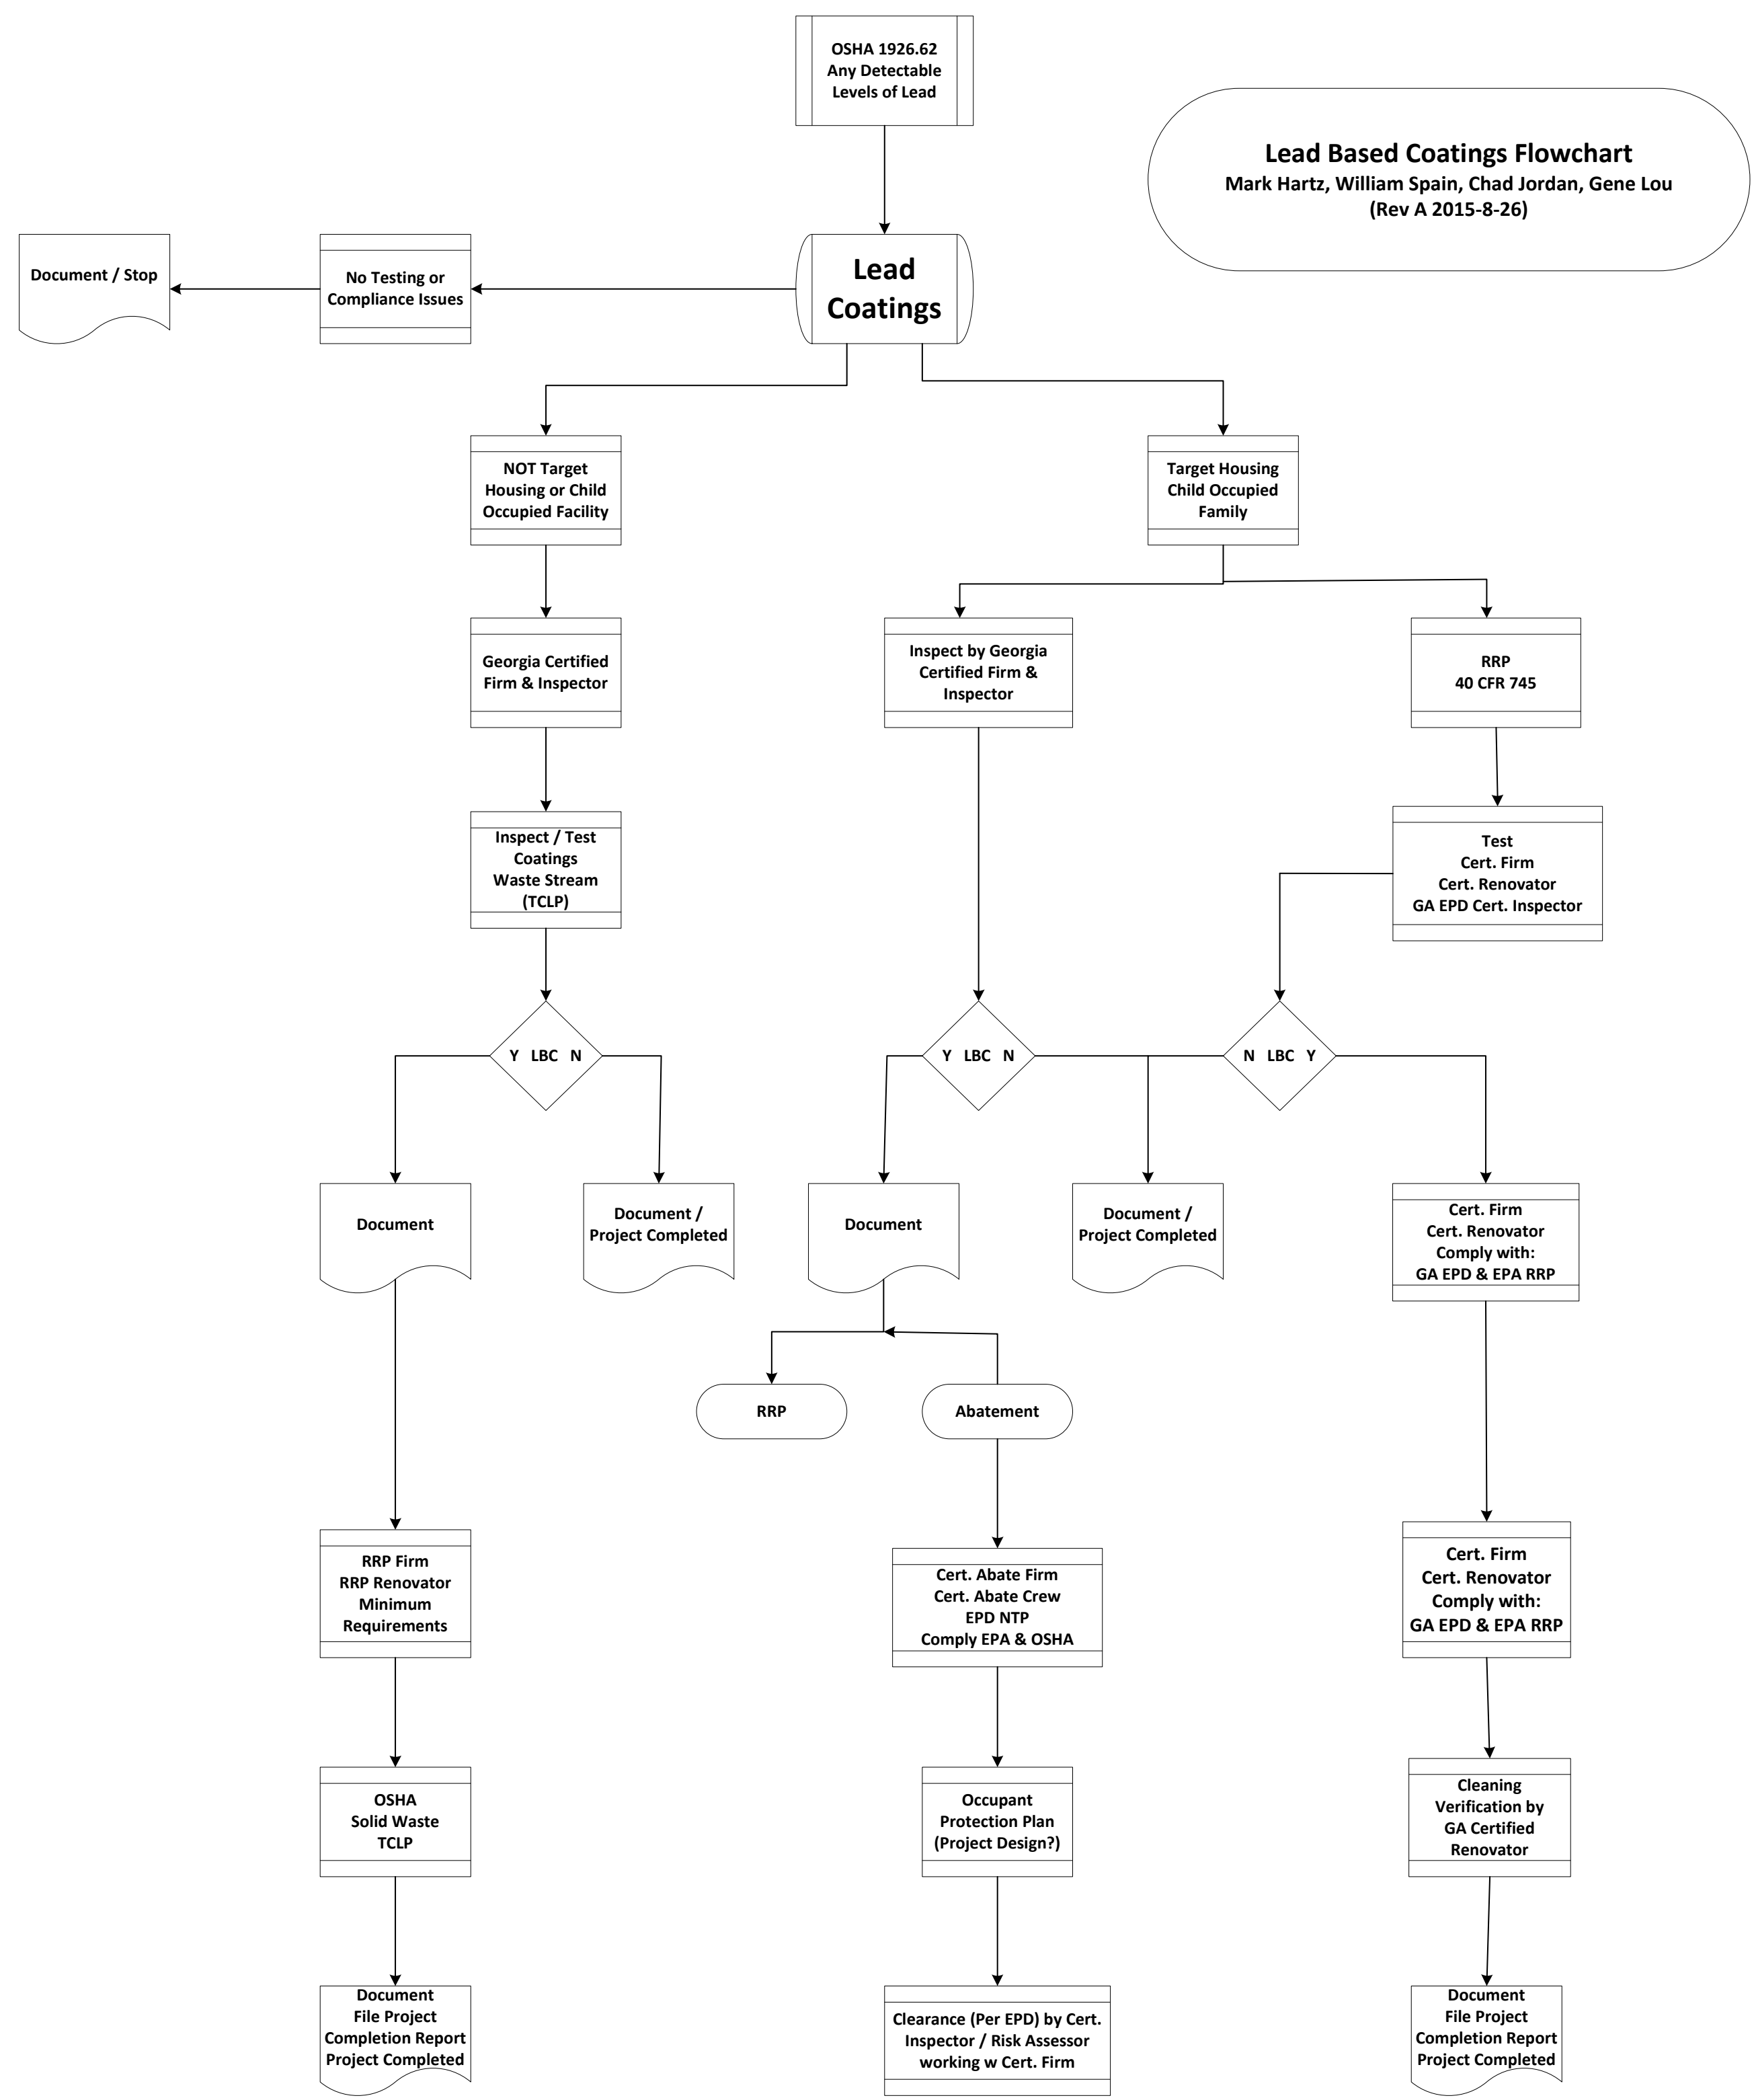 OSHA 1926.62
Any Detectable
Levels of Lead
Lead Based Coatings Flowchart
Mark Hartz, William Spain, Chad Jordan, Gene Lou
(Rev A 2015-8-26)
Document / Stop
No Testing or
Compliance Issues
Lead
Coatings
NOT Target
Housing or Child
Occupied Facility
Target Housing
Child Occupied
Family
Georgia Certified
Firm & Inspector
Inspect by Georgia
Certified Firm &
Inspector
RRP
40 CFR 745
Inspect / Test
Coatings
Waste Stream
(TCLP)
Test
Cert. Firm
Cert. Renovator
GA EPD Cert. Inspector
Y LBC N
Y LBC N
N LBC Y
Document
Document /
Project Completed
Document
Document /
Project Completed
Cert. Firm
Cert. Renovator
Comply with:
GA EPD & EPA RRP
RRP
Abatement
RRP Firm
RRP Renovator
Minimum
Requirements
Cert. Abate Firm
Cert. Abate Crew
EPD NTP
Comply EPA & OSHA
Cert. Firm
Cert. Renovator
Comply with:
GA EPD & EPA RRP
OSHA
Solid Waste
TCLP
Occupant
Protection Plan
(Project Design?)
Cleaning
Verification by
GA Certified
Renovator
Document
File Project
Completion Report
Project Completed
Clearance (Per EPD) by Cert.
Inspector / Risk Assessor
working w Cert. Firm
Document
File Project
Completion Report
Project Completed